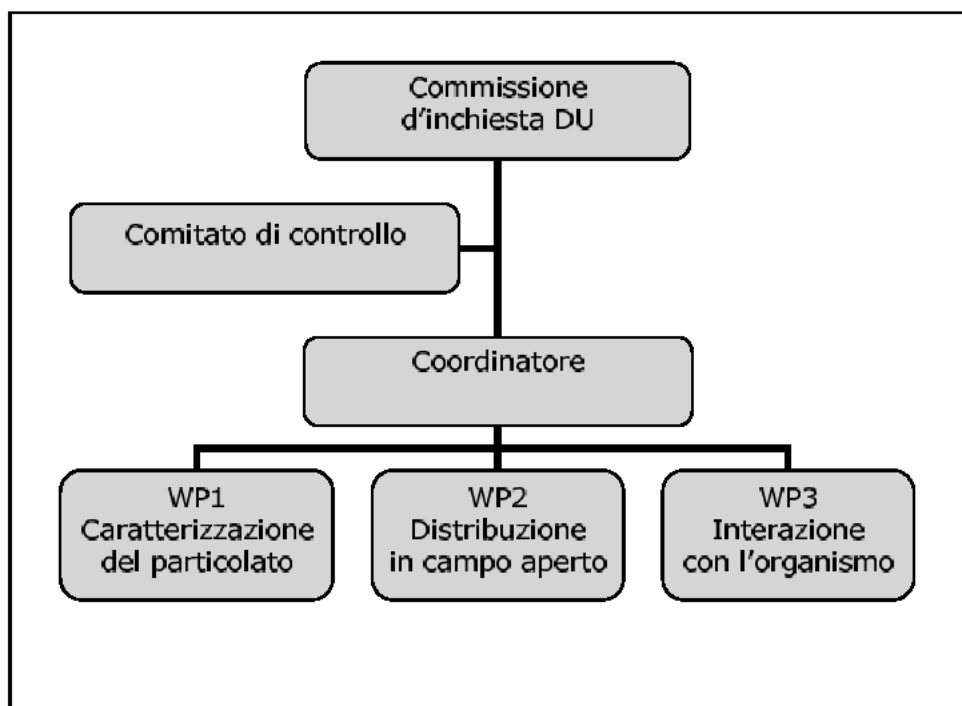 Commissione
d'inchiesta DU
Comitato di controllo
Coordinatore
WP1
Caratterizzazione
del particolato
WP2
Distribuzione
in campo aperto
WP3
Interazione
con l'organismo